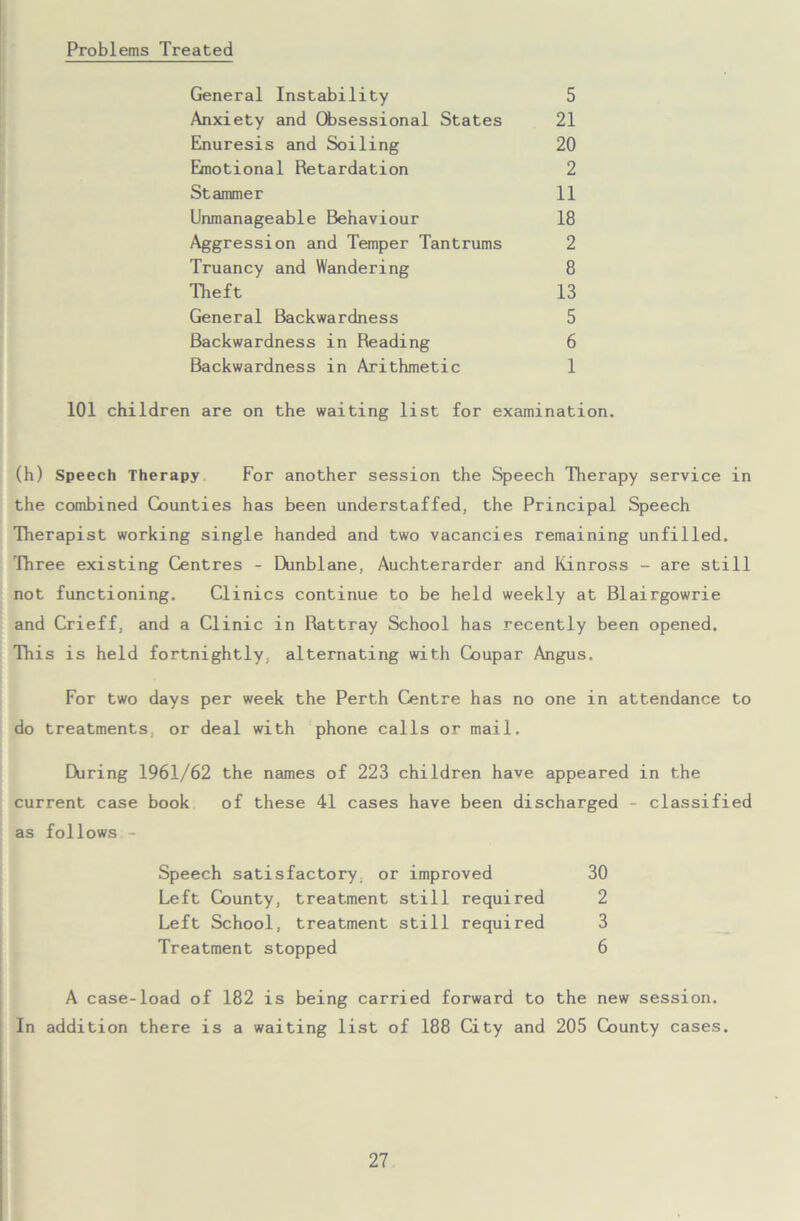 Problems Treated
General Instability 5
Anxiety and Obsessional States 21
Enuresis and Soiling 20
Emotional Retardation 2
Stammer 11
Unmanageable Behaviour 18
Aggression and Temper Tantrums 2
Truancy and Wandering 8
Theft 13
General Backwardness 5
Backwardness in Reading 6
Backwardness in Arithmetic 1
101 children are on the waiting list for examination.
(h) Speech Therapy. For another session the Speech Therapy service in
the combined Counties has been understaffed, the Principal Speech
Therapist working single handed and two vacancies remaining unfilled.
Three existing Centres - Dunblane, Auchterarder and Kinross - are still
not functioning. Clinics continue to be held weekly at Blairgowrie
and Crieff, and a Clinic in Rattray School has recently been opened.
This is held fortnightly, alternating with Coupar Angus.
For two days per week the Perth Centre has no one in attendance to
do treatments, or deal with phone calls or mail.
During 1961/62 the names of 223 children have appeared in the
current case book. of these 41 cases have been discharged - classified
as follows -
Speech satisfactory, or improved 30
Left County, treatment still required 2
Left School, treatment still required 3
Treatment stopped 6
A case-load of 182 is being carried forward to the new session.
In addition there is a waiting list of 188 City and 205 County cases.
27